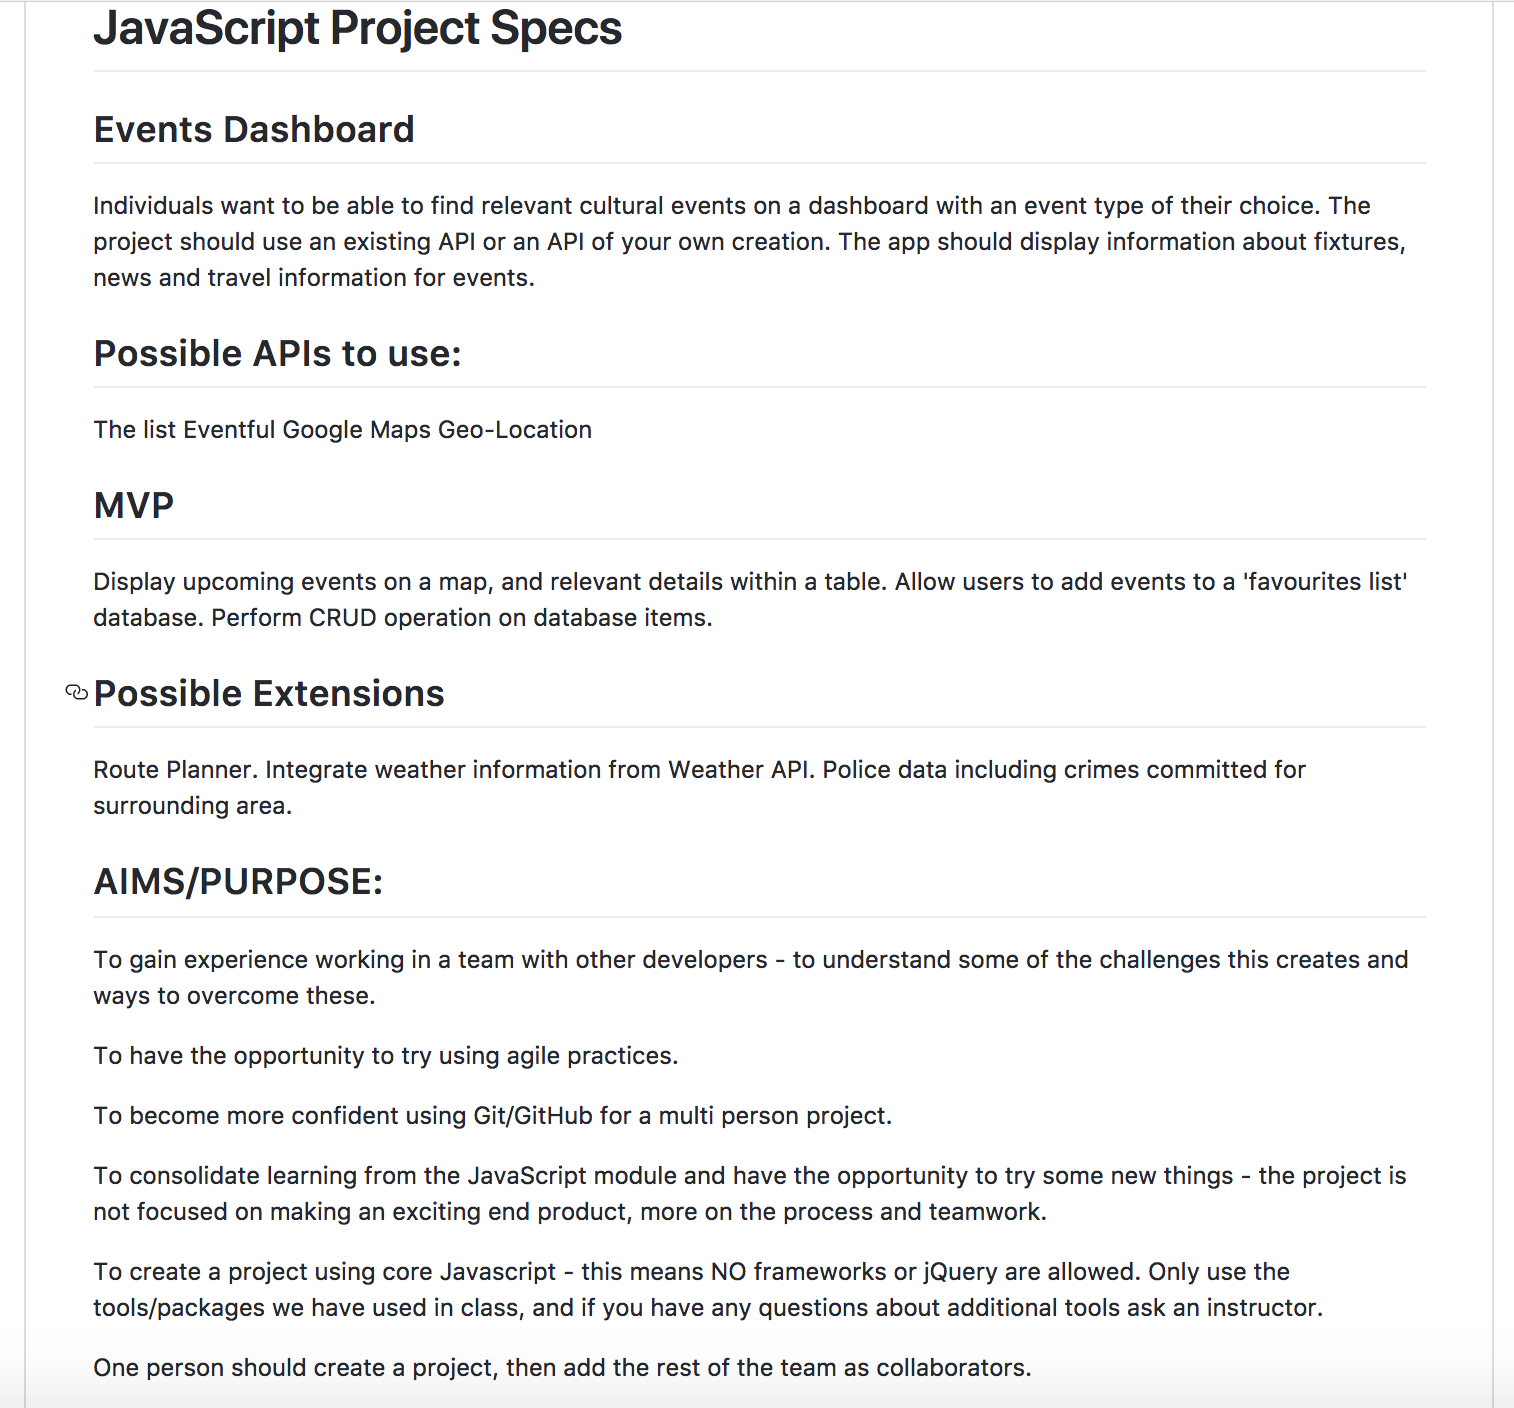 JavaScript Project Specs
Events Dashboard
Individuals want to be able to find relevant cultural events on a dashboard with an event type of their choice. The
project should use an existing API or an API of your own creation. The app should display information about fixtures,
news and travel information for events.
Possible APIs to use:
The list Eventful Google Maps Geo-Location
MVP
Display upcoming events on a map, and relevant details within a table. Allow users to add events to a 'favourites list'
database. Perform CRUD operation on database items.
Possible Extensions
Route Planner. Integrate weather information from Weather API. Police data including crimes committed for
surrounding area.
AIMS/PURPOSE:
To gain experience working in a team with other developers - to understand some of the challenges this creates and
ways to overcome these.
To have the opportunity to try using agile practices.
To become more confident using Git/GitHub for a multi person project.
To consolidate learning from the JavaScript module and have the opportunity to try some new things - the project is
not focused on making an exciting end product, more on the process and teamwork.
To create a project using core Javascript - this means NO frameworks or jQuery are allowed. Only use the
tools/packages we have used in class, and if you have any questions about additional tools ask an instructor.
One person should create a project, then add the rest of the team as collaborators.